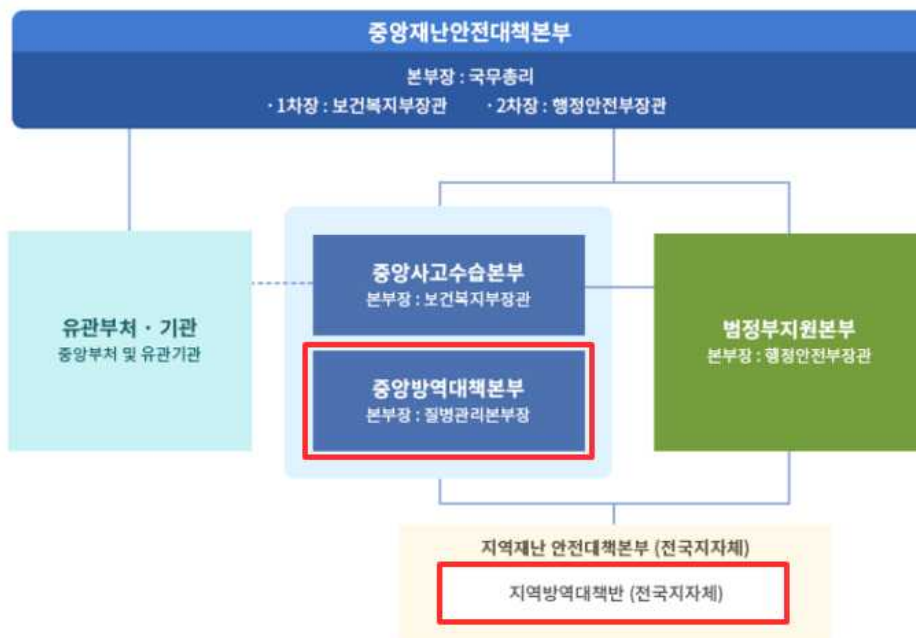 중앙재난안전대책본부
본부장 : 국무총리
· 1차장 : 보건복지부장관 · 2차장 : 행정안전부장관
유관부처 · 기관
중앙부처 및 유관기관
중앙사고수습본부
본부장 : 보건복지부장관
중앙방역대책본부
본부장 : 질병관리본부장
범정부지원본부
본부장 : 행정안전부장관
지역재난 안전대책본부 (전국지자체)
지역방역대책반 (전국지자체)